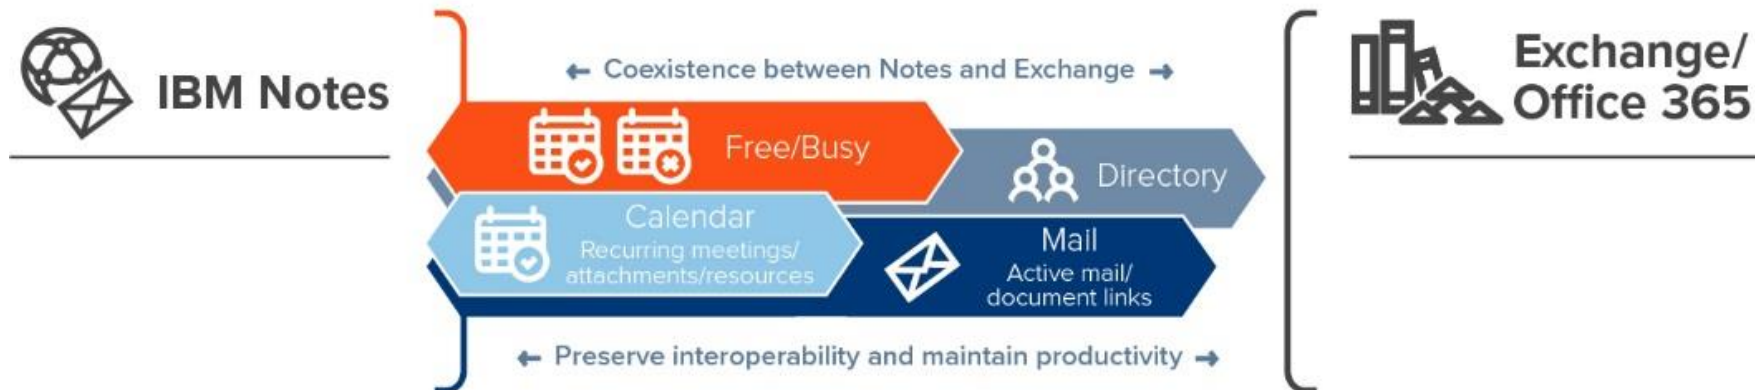 IBM Notes
← Coexistence between Notes and Exchange →
Free/Busy
Directory
Calendar
Recurring meetings/
attachments/resources
Mail
Active mail/
document links
← Preserve interoperability and maintain productivity →
Exchange/
Office 365